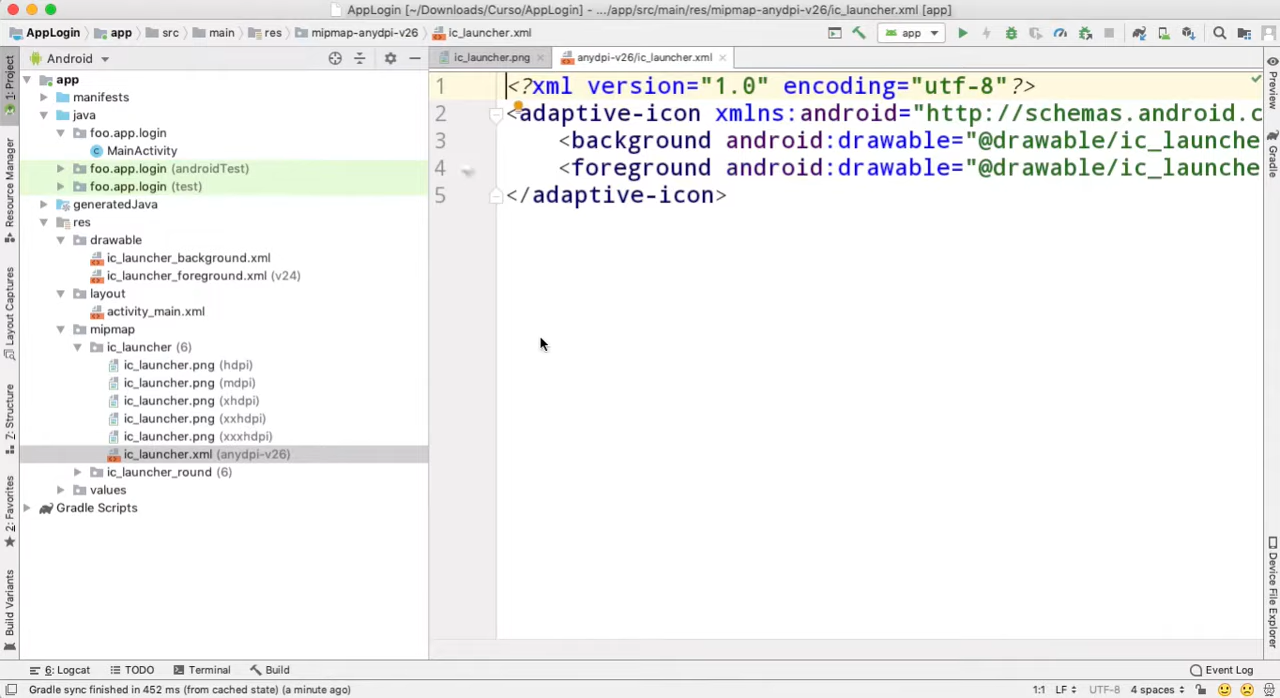 AppLogin [~/Downloads/Curso/AppLogin] - .../app/src/main/res/mipmap-anydpi-v26/ic_launcher.xml [app]
AppLogin app src main res mipmap-anydpi-v26 ic_launcher.xml app
Android ic_launcher.png anydpi-v26/ic_launcher.xml
1: Project
Resource Manager
Layout Captures
Z: Structure
2: Favorites
Build Variants
app
manifests
java
foo.app.login
MainActivity
foo.app.login (androidTest)
foo.app.login (test)
generatedJava
res
drawable
ic_launcher_background.xml
ic_launcher_foreground.xml (v24)
layout
activity_main.xml
mipmap
ic_launcher (6)
ic_launcher.png (hdpi)
ic_launcher.png (mdpi)
ic_launcher.png (xhdpi)
ic_launcher.png (xxhdpi)
ic_launcher.png (xxxhdpi)
ic_launcher.xml (anydpi-v26)
ic_launcher_round (6)
values
Gradle Scripts
1 <?xml version="1.0" encoding="utf-8"?>
2 <adaptive-icon xmlns:android="http://schemas.android.c
3 <background android:drawable="@drawable/ic_launche
4 <foreground android:drawable="@drawable/ic_launche
5 </adaptive-icon>
Preview
Gradle
Device File Explorer
6: Logcat TODO Terminal Build Event Log
Gradle sync finished in 452 ms (from cached state) (a minute ago) 1:1 LF UTF-8 4 spaces